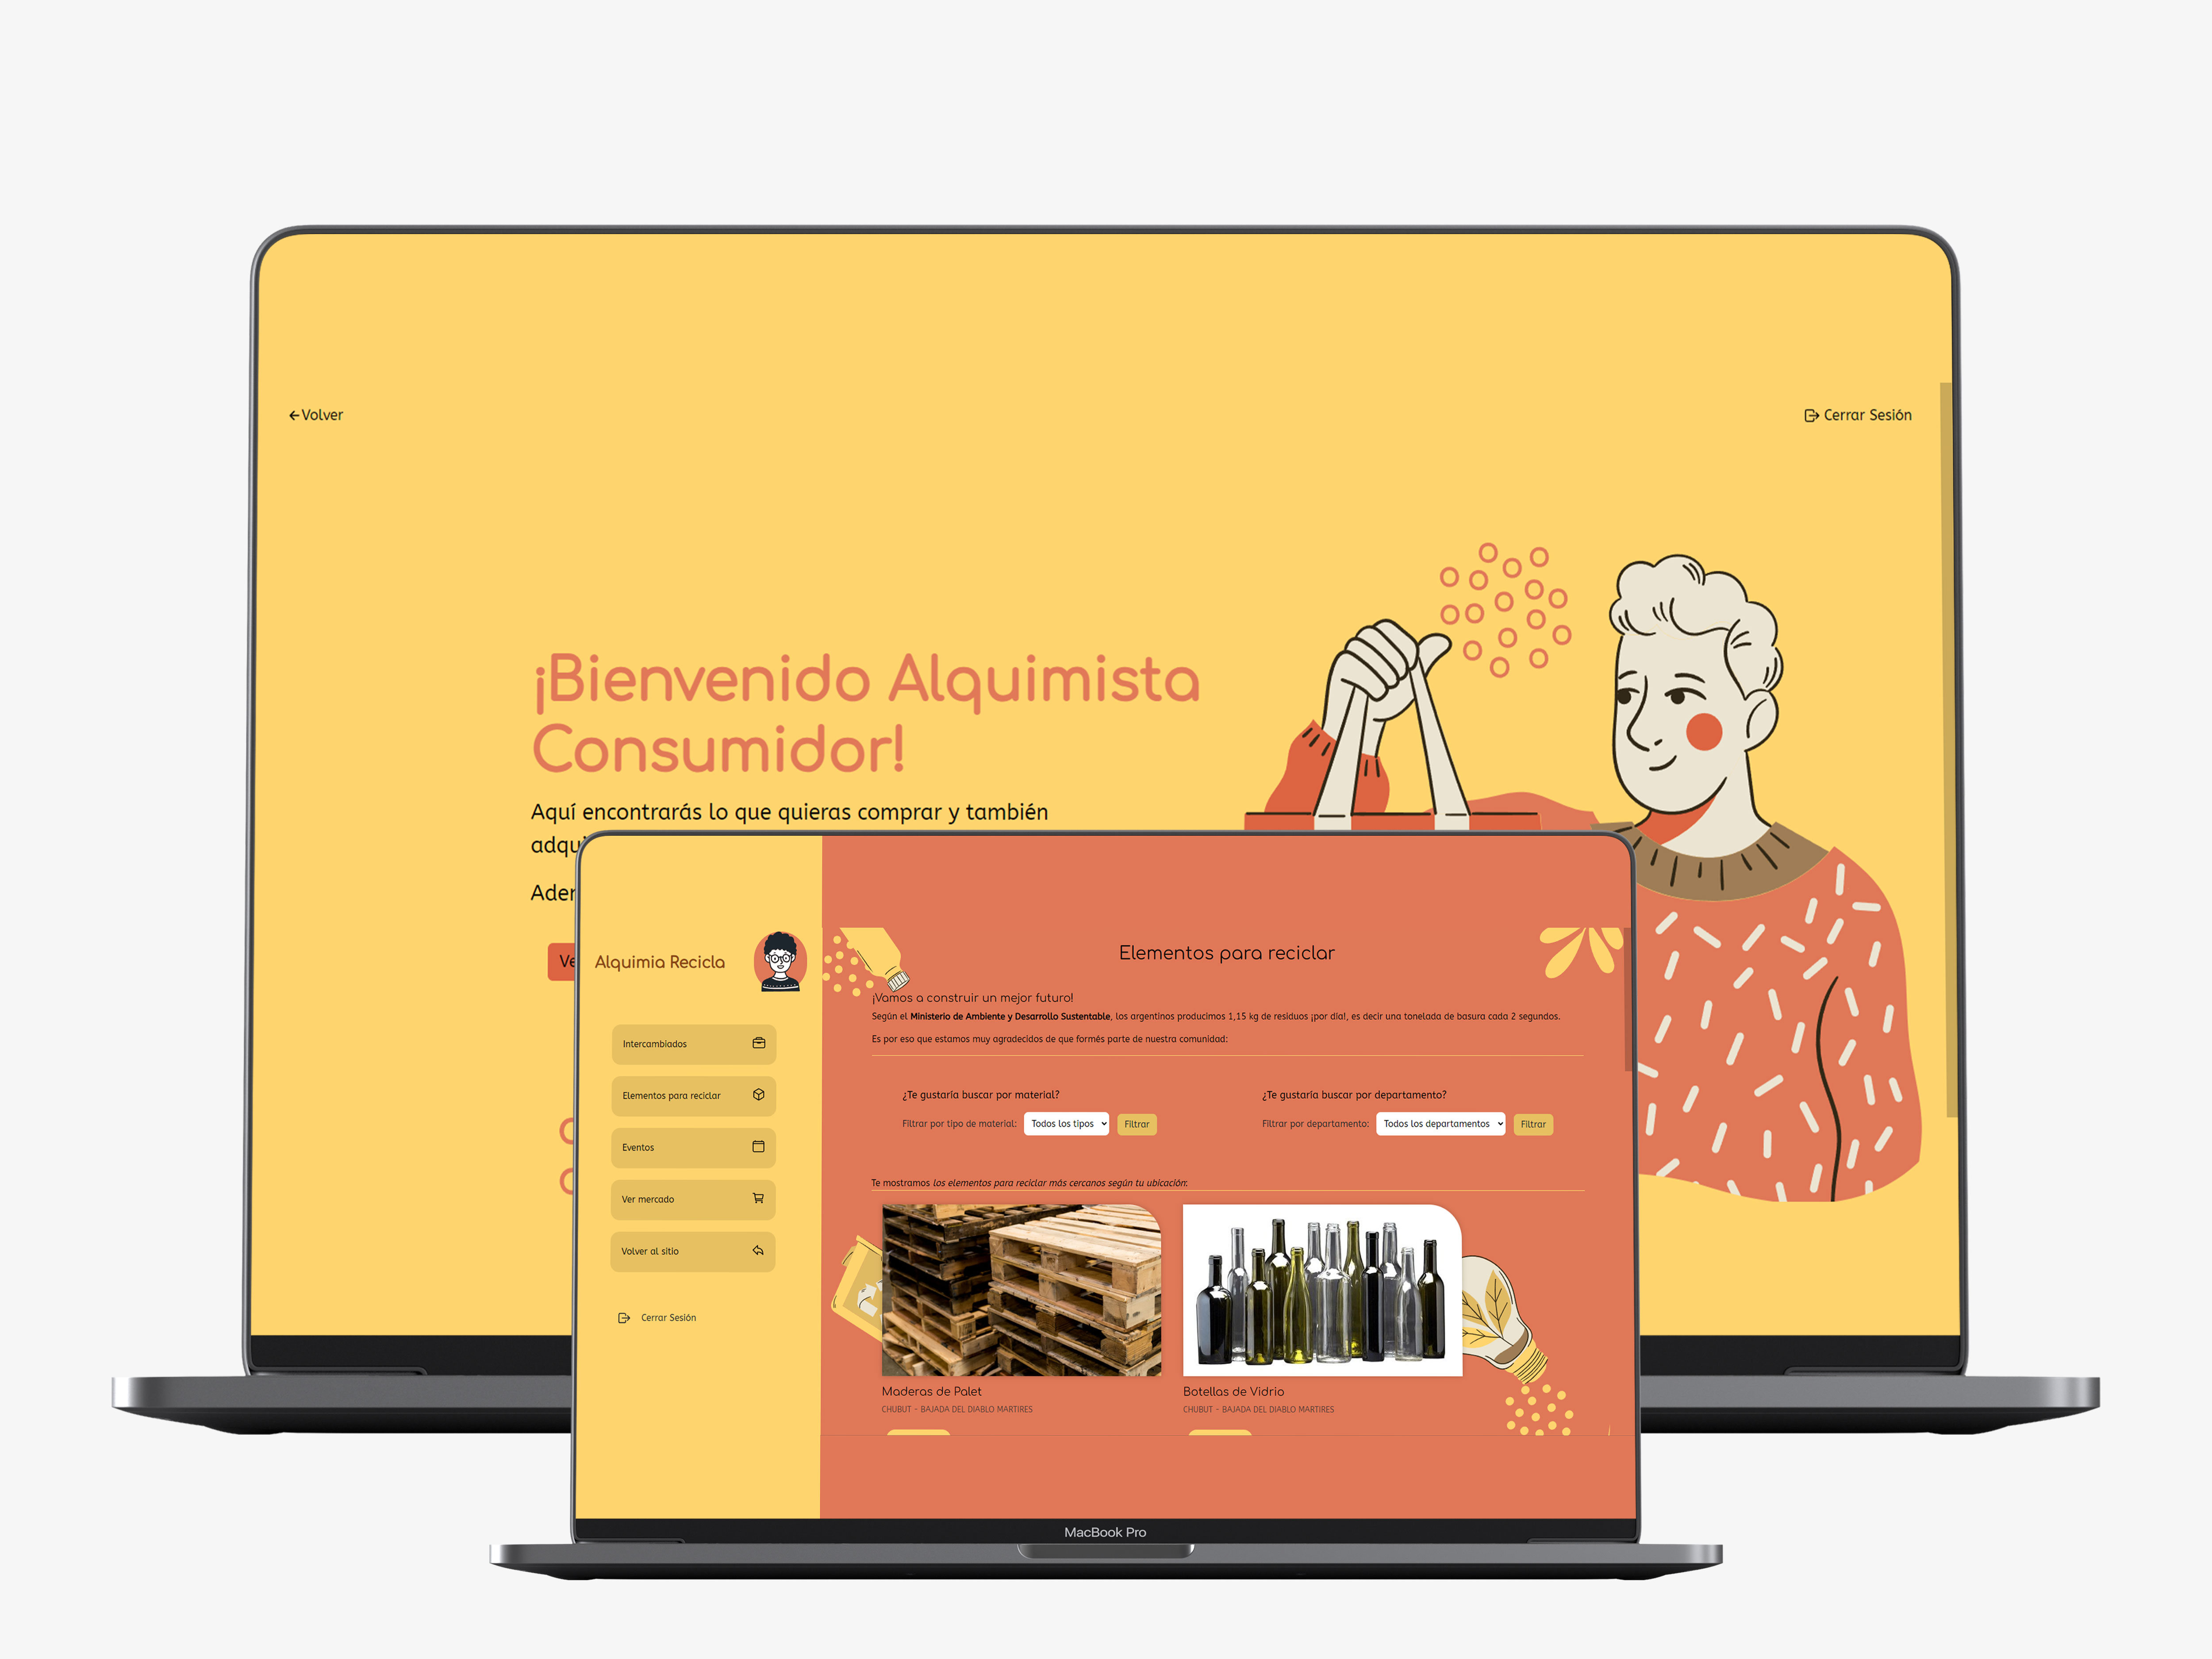 ←Volver
Cerrar Sesión
¡Bienvenido Alquimista
Consumidor!
Aquí encontrarás lo que quieras comprar y también
Alquimia Recicla
Intercambiados
Elementos para reciclar
Eventos
Ver mercado
Volver al sitio
Cerrar Sesión
Elementos para reciclar
¡Vamos a construir un mejor futuro!
Según el Ministerio de Ambiente y Desarrollo Sustentable, los argentinos producimos 1,15 kg de residuos ¡por día!, es decir una tonelada de basura cada 2 segundos.
Es por eso que estamos muy agradecidos de que formés parte de nuestra comunidad:
¿Te gustaría buscar por material?
Filtrar por tipo de material: Todos los tipos Filtrar
¿Te gustaría buscar por departamento?
Filtrar por departamento: Todos los departamentos Filtrar
Te mostramos los elementos para reciclar más cercanos según tu ubicación:
Maderas de Palet
CHUBUT - BAJADA DEL DIABLO MARTIRES
Botellas de Vidrio
CHUBUT - BAJADA DEL DIABLO MARTIRES
MacBook Pro